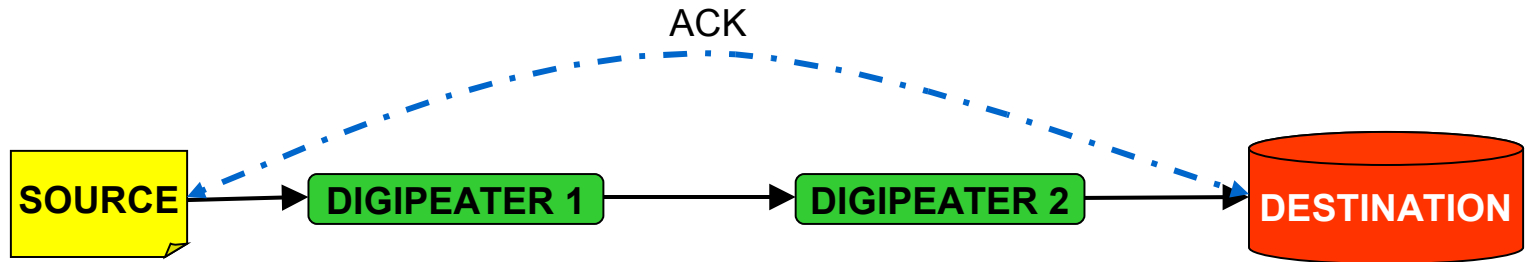 ACK
SOURCE
DIGIPEATER 1
DIGIPEATER 2
DESTINATION